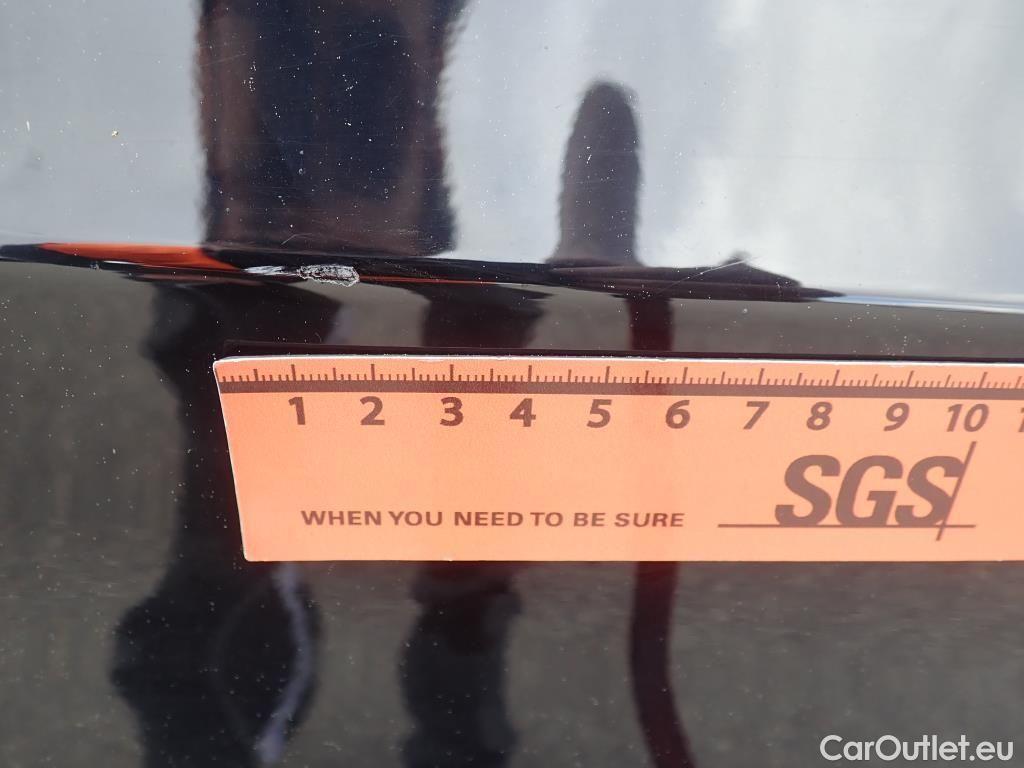 1 2 3 4 5 6 7 8 9 10 1
SGS
WHEN YOU NEED TO BE SURE
CarOutlet.eu